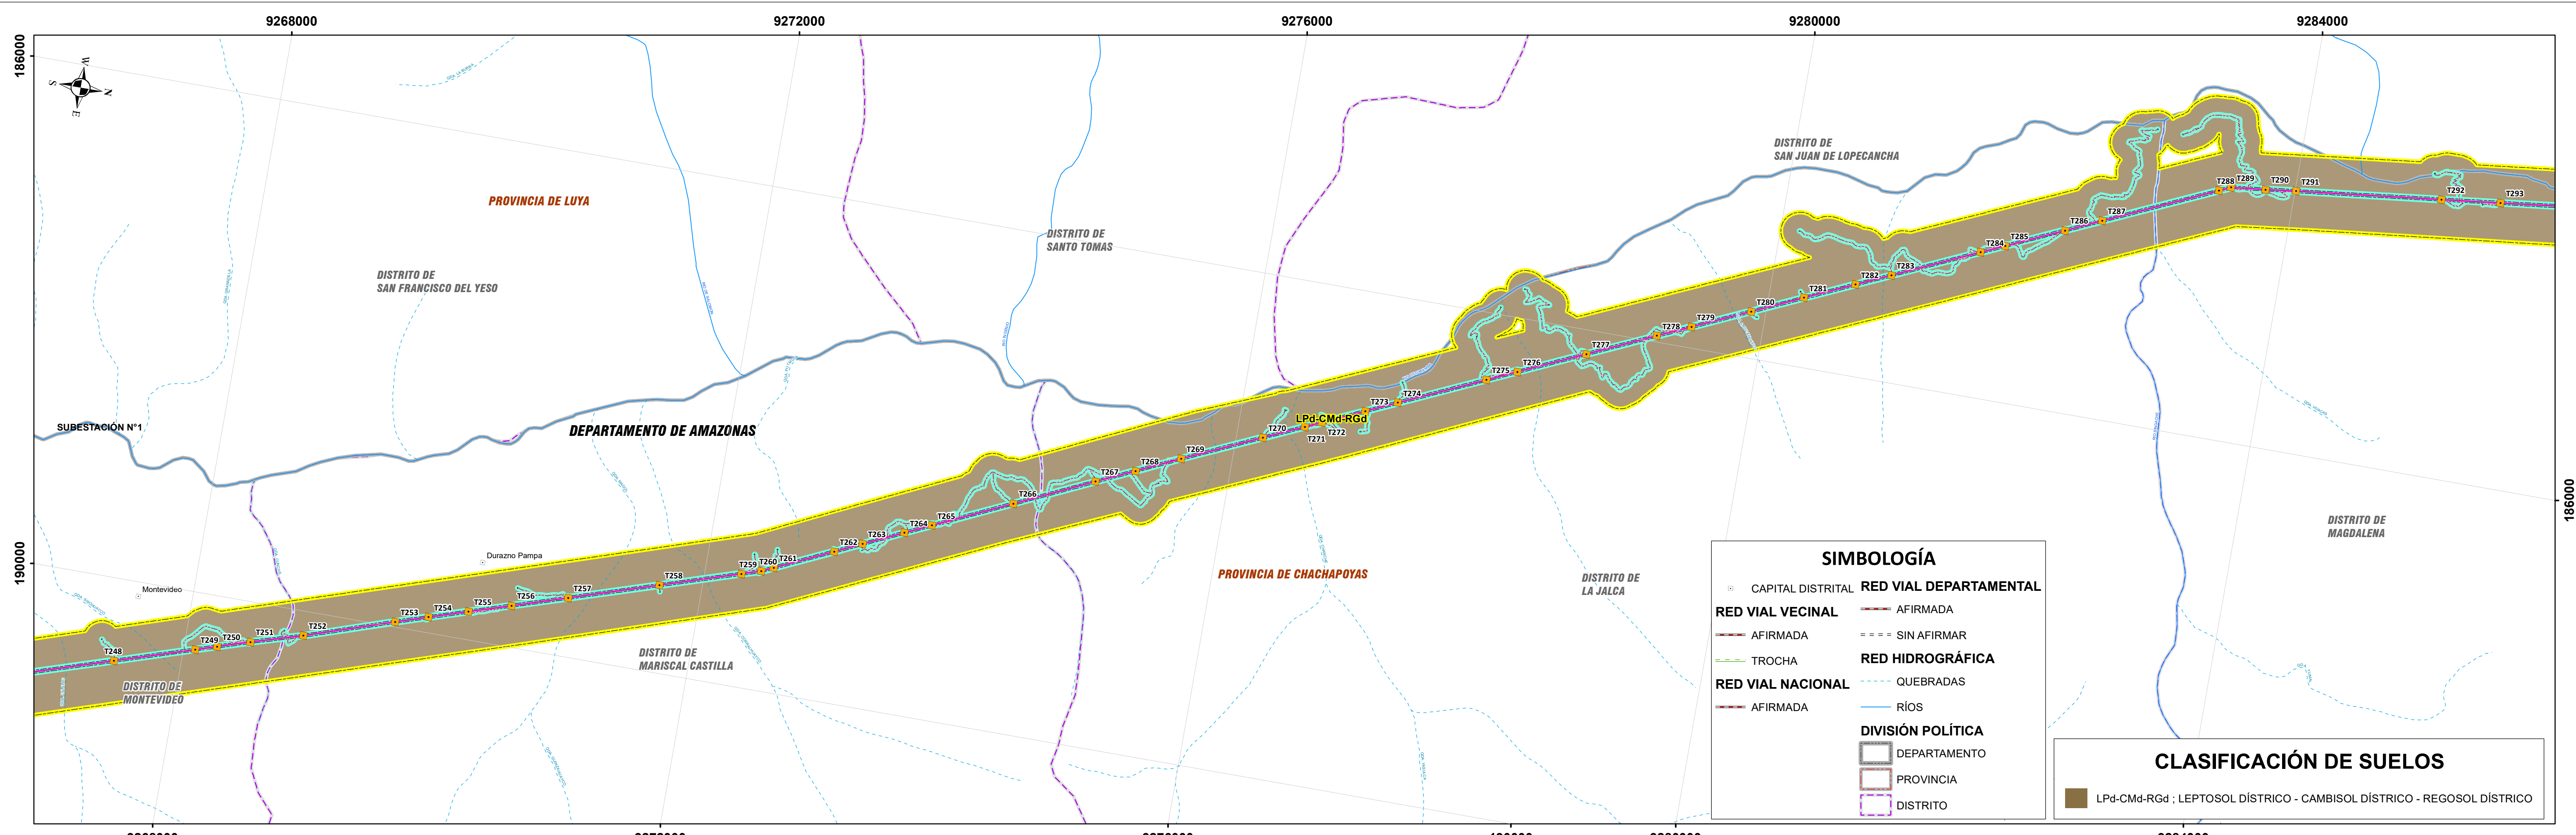 9268000
9272000
9276000
9280000
9284000
186000
190000
186000
W
S
N
E
PROVINCIA DE LUYA
DISTRITO DE
SAN FRANCISCO DEL YESO
DISTRITO DE
SANTO TOMAS
DISTRITO DE
SAN JUAN DE LOPECANCHA
SUBESTACIÓN N°1
DEPARTAMENTO DE AMAZONAS
Durazno Pampa
Montevideo
DISTRITO DE
MONTEVIDEO
DISTRITO DE
MARISCAL CASTILLA
PROVINCIA DE CHACHAPOYAS
DISTRITO DE
LA JALCA
DISTRITO DE
MAGDALENA
LPd-CMd-RGd
T248
T249
T250
T251
T252
T253
T254
T255
T256
T257
T258
T259
T260
T261
T262
T263
T264
T265
T266
T267
T268
T269
T270
T271
T272
T273
T274
T275
T276
T277
T278
T279
T280
T281
T282
T283
T284
T285
T286
T287
T288
T289
T290
T291
T292
T293
SIMBOLOGÍA
CAPITAL DISTRITAL
RED VIAL VECINAL
AFIRMADA
TROCHA
RED VIAL NACIONAL
AFIRMADA
RED VIAL DEPARTAMENTAL
AFIRMADA
SIN AFIRMAR
RED HIDROGRÁFICA
QUEBRADAS
RÍOS
DIVISIÓN POLÍTICA
DEPARTAMENTO
PROVINCIA
DISTRITO
CLASIFICACIÓN DE SUELOS
LPd-CMd-RGd ; LEPTOSOL DÍSTRICO - CAMBISOL DÍSTRICO - REGOSOL DÍSTRICO